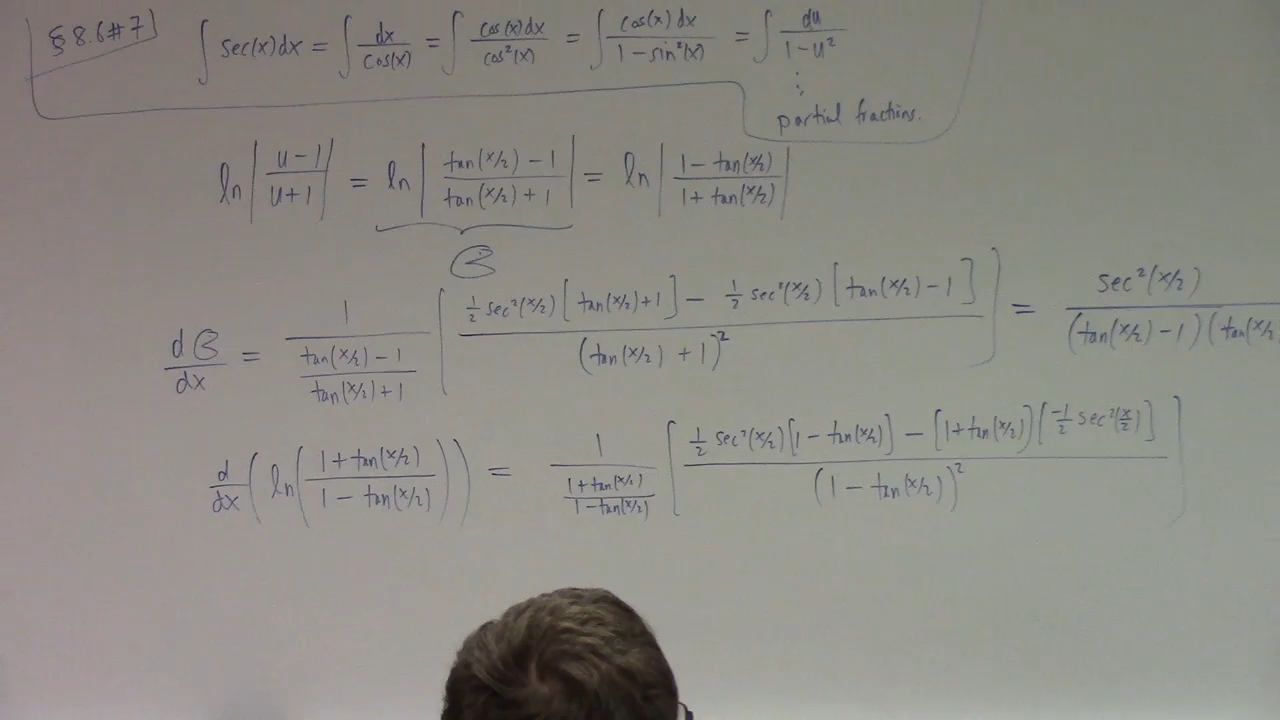 § 8.6 # 7 ∫ sec(x) dx = ∫ dx/cos(x) = ∫ cos(x) dx/cos²(x) = ∫ cos(x) dx/(1 − sin²(x)) = ∫ du/(1 − u²)
⋮
partial fractions.
ln|(u − 1)/(u + 1)| = ln|(tan(x/2) − 1)/(tan(x/2) + 1)| = ln|(1 − tan(x/2))/(1 + tan(x/2))|
B
dB/dx = 1/((tan(x/2) − 1)/(tan(x/2) + 1)) [(½ sec²(x/2)[tan(x/2) + 1] − ½ sec²(x/2)[tan(x/2) − 1])/(tan(x/2) + 1)²] = sec²(x/2)/((tan(x/2) − 1)(tan(x/2
d/dx(ln((1 + tan(x/2))/(1 − tan(x/2)))) = 1/((1 + tan(x/2))/(1 − tan(x/2))) [(½ sec²(x/2)[1 − tan(x/2)] − [1 + tan(x/2)][−½ sec²(x/2)])/(1 − tan(x/2))²]